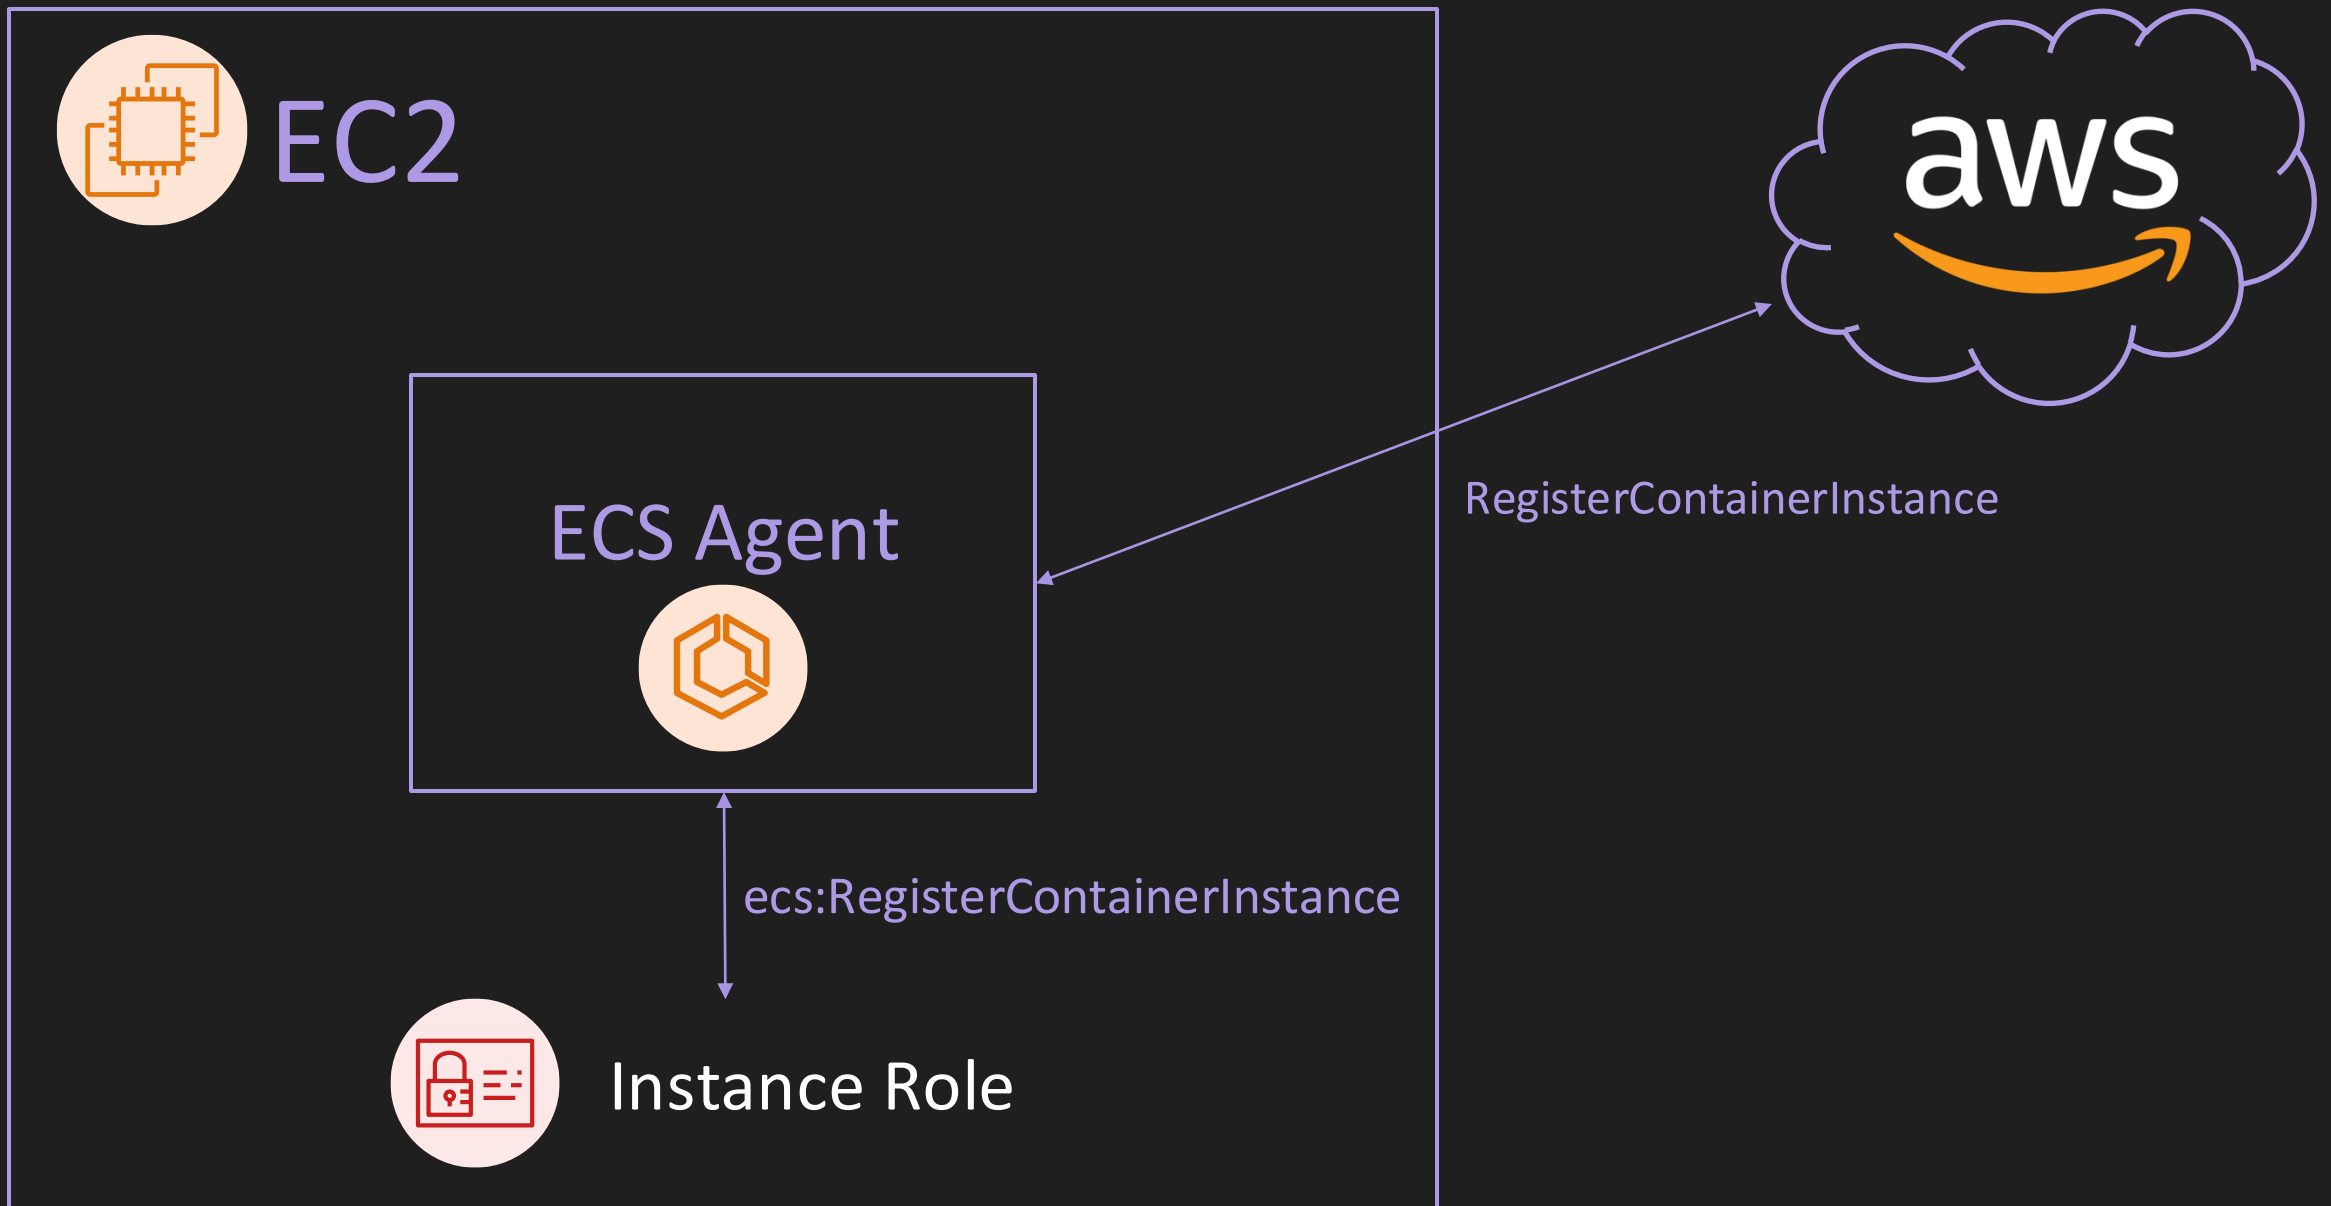 EC2
aws
ECS Agent
RegisterContainerInstance
ecs:RegisterContainerInstance
Instance Role